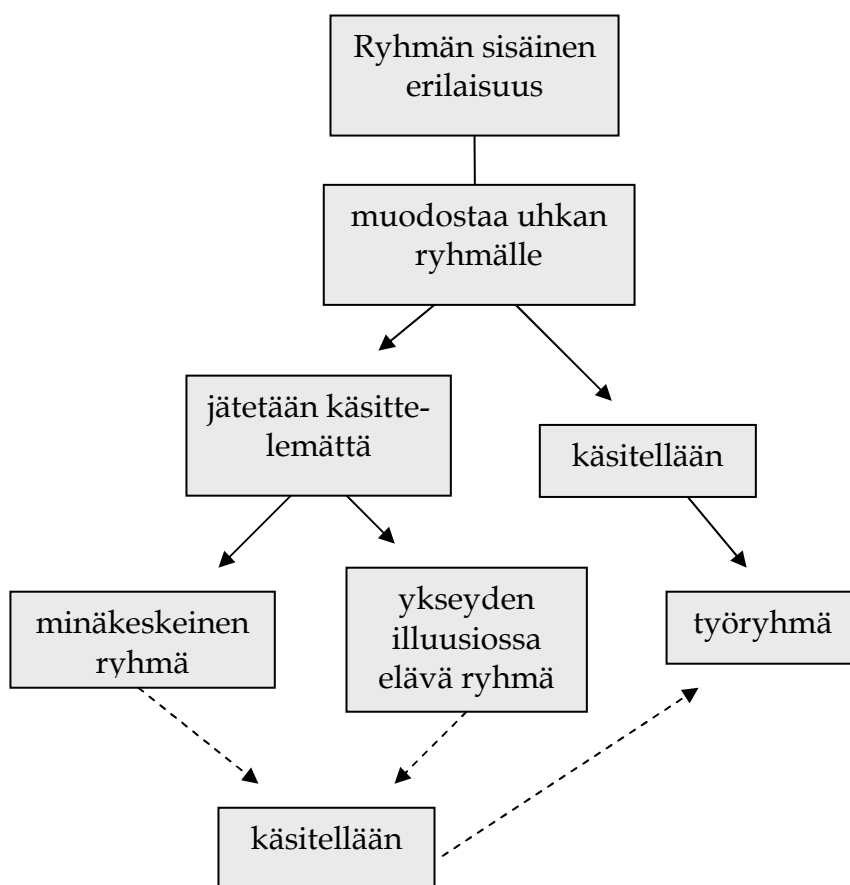 Ryhmän sisäinen
erilaisuus
muodostaa uhkan
ryhmälle
jätetään käsitte-
lemättä
käsitellään
minäkeskeinen
ryhmä
ykseyden
illuusiossa
elävä ryhmä
työryhmä
käsitellään